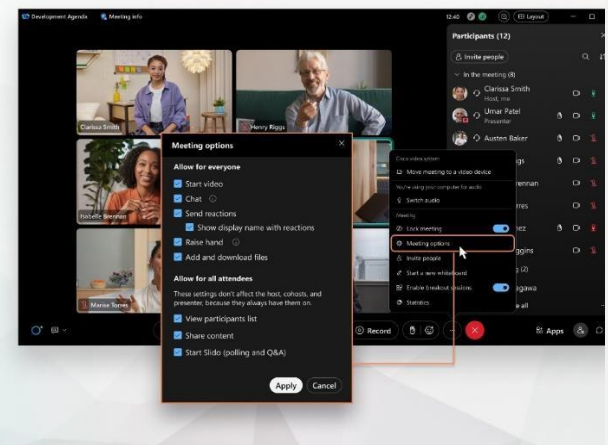 Development Agenda
Meeting info
12:40
Layout
Participants (12)
Invite people
In the meeting (8)
Clarissa Smith
Host, me
Umar Patel
Presenter
Austen Baker
Clarissa Smith
Henry Riggs
Isabelle Brennan
Marise Torres
Meeting options
Allow for everyone
Start video
Chat
Send reactions
Show display name with reactions
Raise hand
Add and download files
Allow for all attendees
These settings don't affect the host, cohosts, and
presenter, because they always have them on.
View participants list
Share content
Start Slido (polling and Q&A)
Apply
Cancel
Move meeting to a video device
You're using your computer for audio
Switch audio
Meeting
Lock meeting
Meeting options
Invite people
Start a new whiteboard
Enable breakout sessions
Statistics
Record
Apps